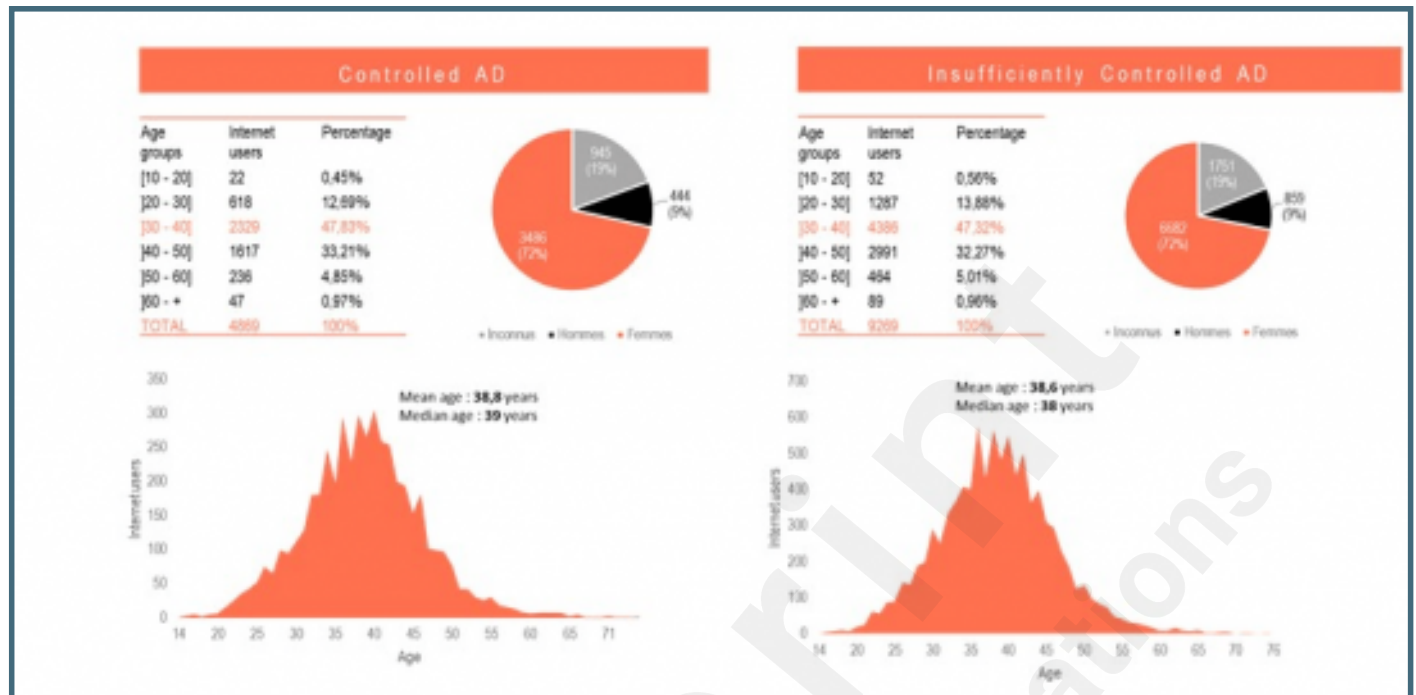 Controlled AD
Age groups Internet users Percentage
[10 - 20] 22 0,45%
]20 - 30] 618 12,69%
]30 - 40] 2329 47,83%
]40 - 50] 1617 33,21%
]50 - 60] 236 4,85%
]60 - + 47 0,97%
TOTAL 4869 100%
945
(19%)
444
(9%)
(72%)
Inconnus Hommes Femmes
Mean age : 38,8 years
Median age : 39 years
350
300
250
200
150
100
50
0
Internet users
14 20 25 30 35 40 45 50 55 60 65 71
Age
Insufficiently Controlled AD
Age groups Internet users Percentage
[10 - 20] 52 0,56%
]20 - 30] 1287 13,88%
]30 - 40] 4386 47,32%
]40 - 50] 2991 32,27%
]50 - 60] 464 5,01%
]60 - + 89 0,96%
TOTAL 9269 100%
1751
(19%)
859
(9%)
6682
(72%)
Inconnus Hommes Femmes
Mean age : 38,6 years
Median age : 38 years
700
600
500
400
300
200
100
0
Internet users
14 20 25 30 35 40 45 50 55 60 65 70 75
Age